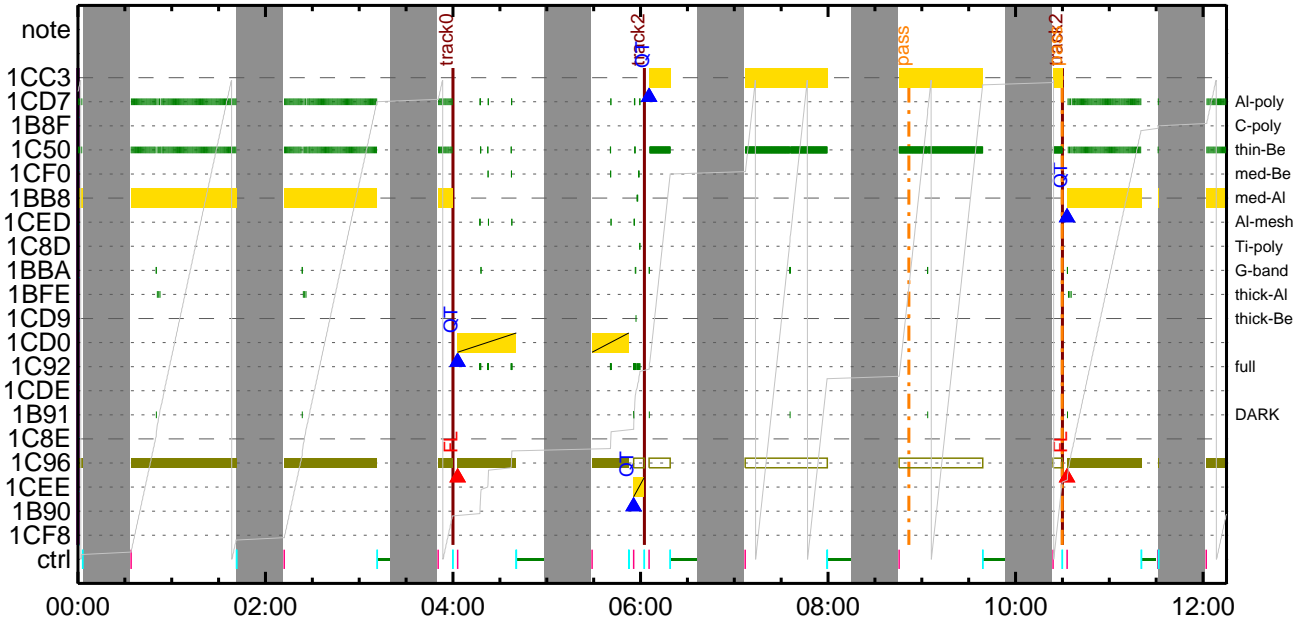 note
track0
track2
pass
track2
QT
1CC3
1CD7
Al-poly
1B8F
C-poly
1C50
thin-Be
1CF0
med-Be
QT
1BB8
med-Al
1CED
Al-mesh
1C8D
Ti-poly
1BBA
G-band
1BFE
thick-Al
1CD9
thick-Be
QT
1CD0
1C92
full
1CDE
1B91
DARK
1C8E
FL
FL
1C96
QT
1CEE
1B90
1CF8
ctrl
00:00 02:00 04:00 06:00 08:00 10:00 12:00